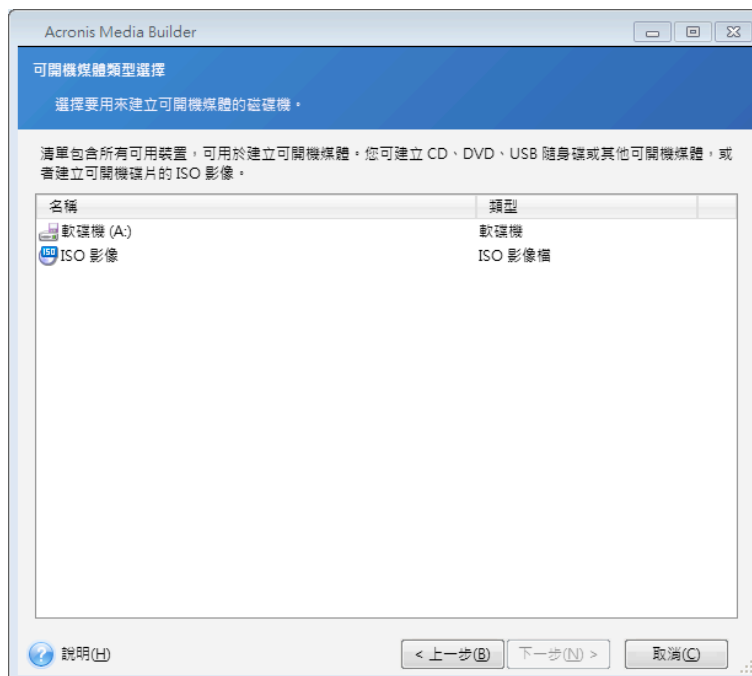 Acronis Media Builder
可開機媒體類型選擇
選擇要用來建立可開機媒體的磁碟機。
清單包含所有可用裝置，可用於建立可開機媒體。您可建立 CD、DVD、USB 隨身碟或其他可開機媒體，或
者建立可開機碟片的 ISO 影像。
名稱 類型
軟碟機 (A:) 軟碟機
ISO ISO 影像 ISO 影像檔
說明(H) < 上一步(B) 下一步(N) > 取消(C)